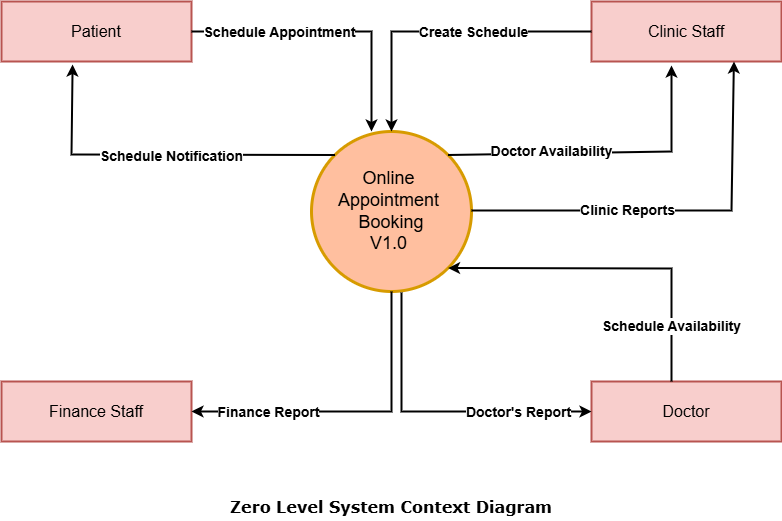 Patient
Schedule Appointment
Create Schedule
Clinic Staff
Schedule Notification
Doctor Availability
Online
Appointment
Booking
V1.0
Clinic Reports
Schedule Availability
Finance Staff
Finance Report
Doctor's Report
Doctor
Zero Level System Context Diagram